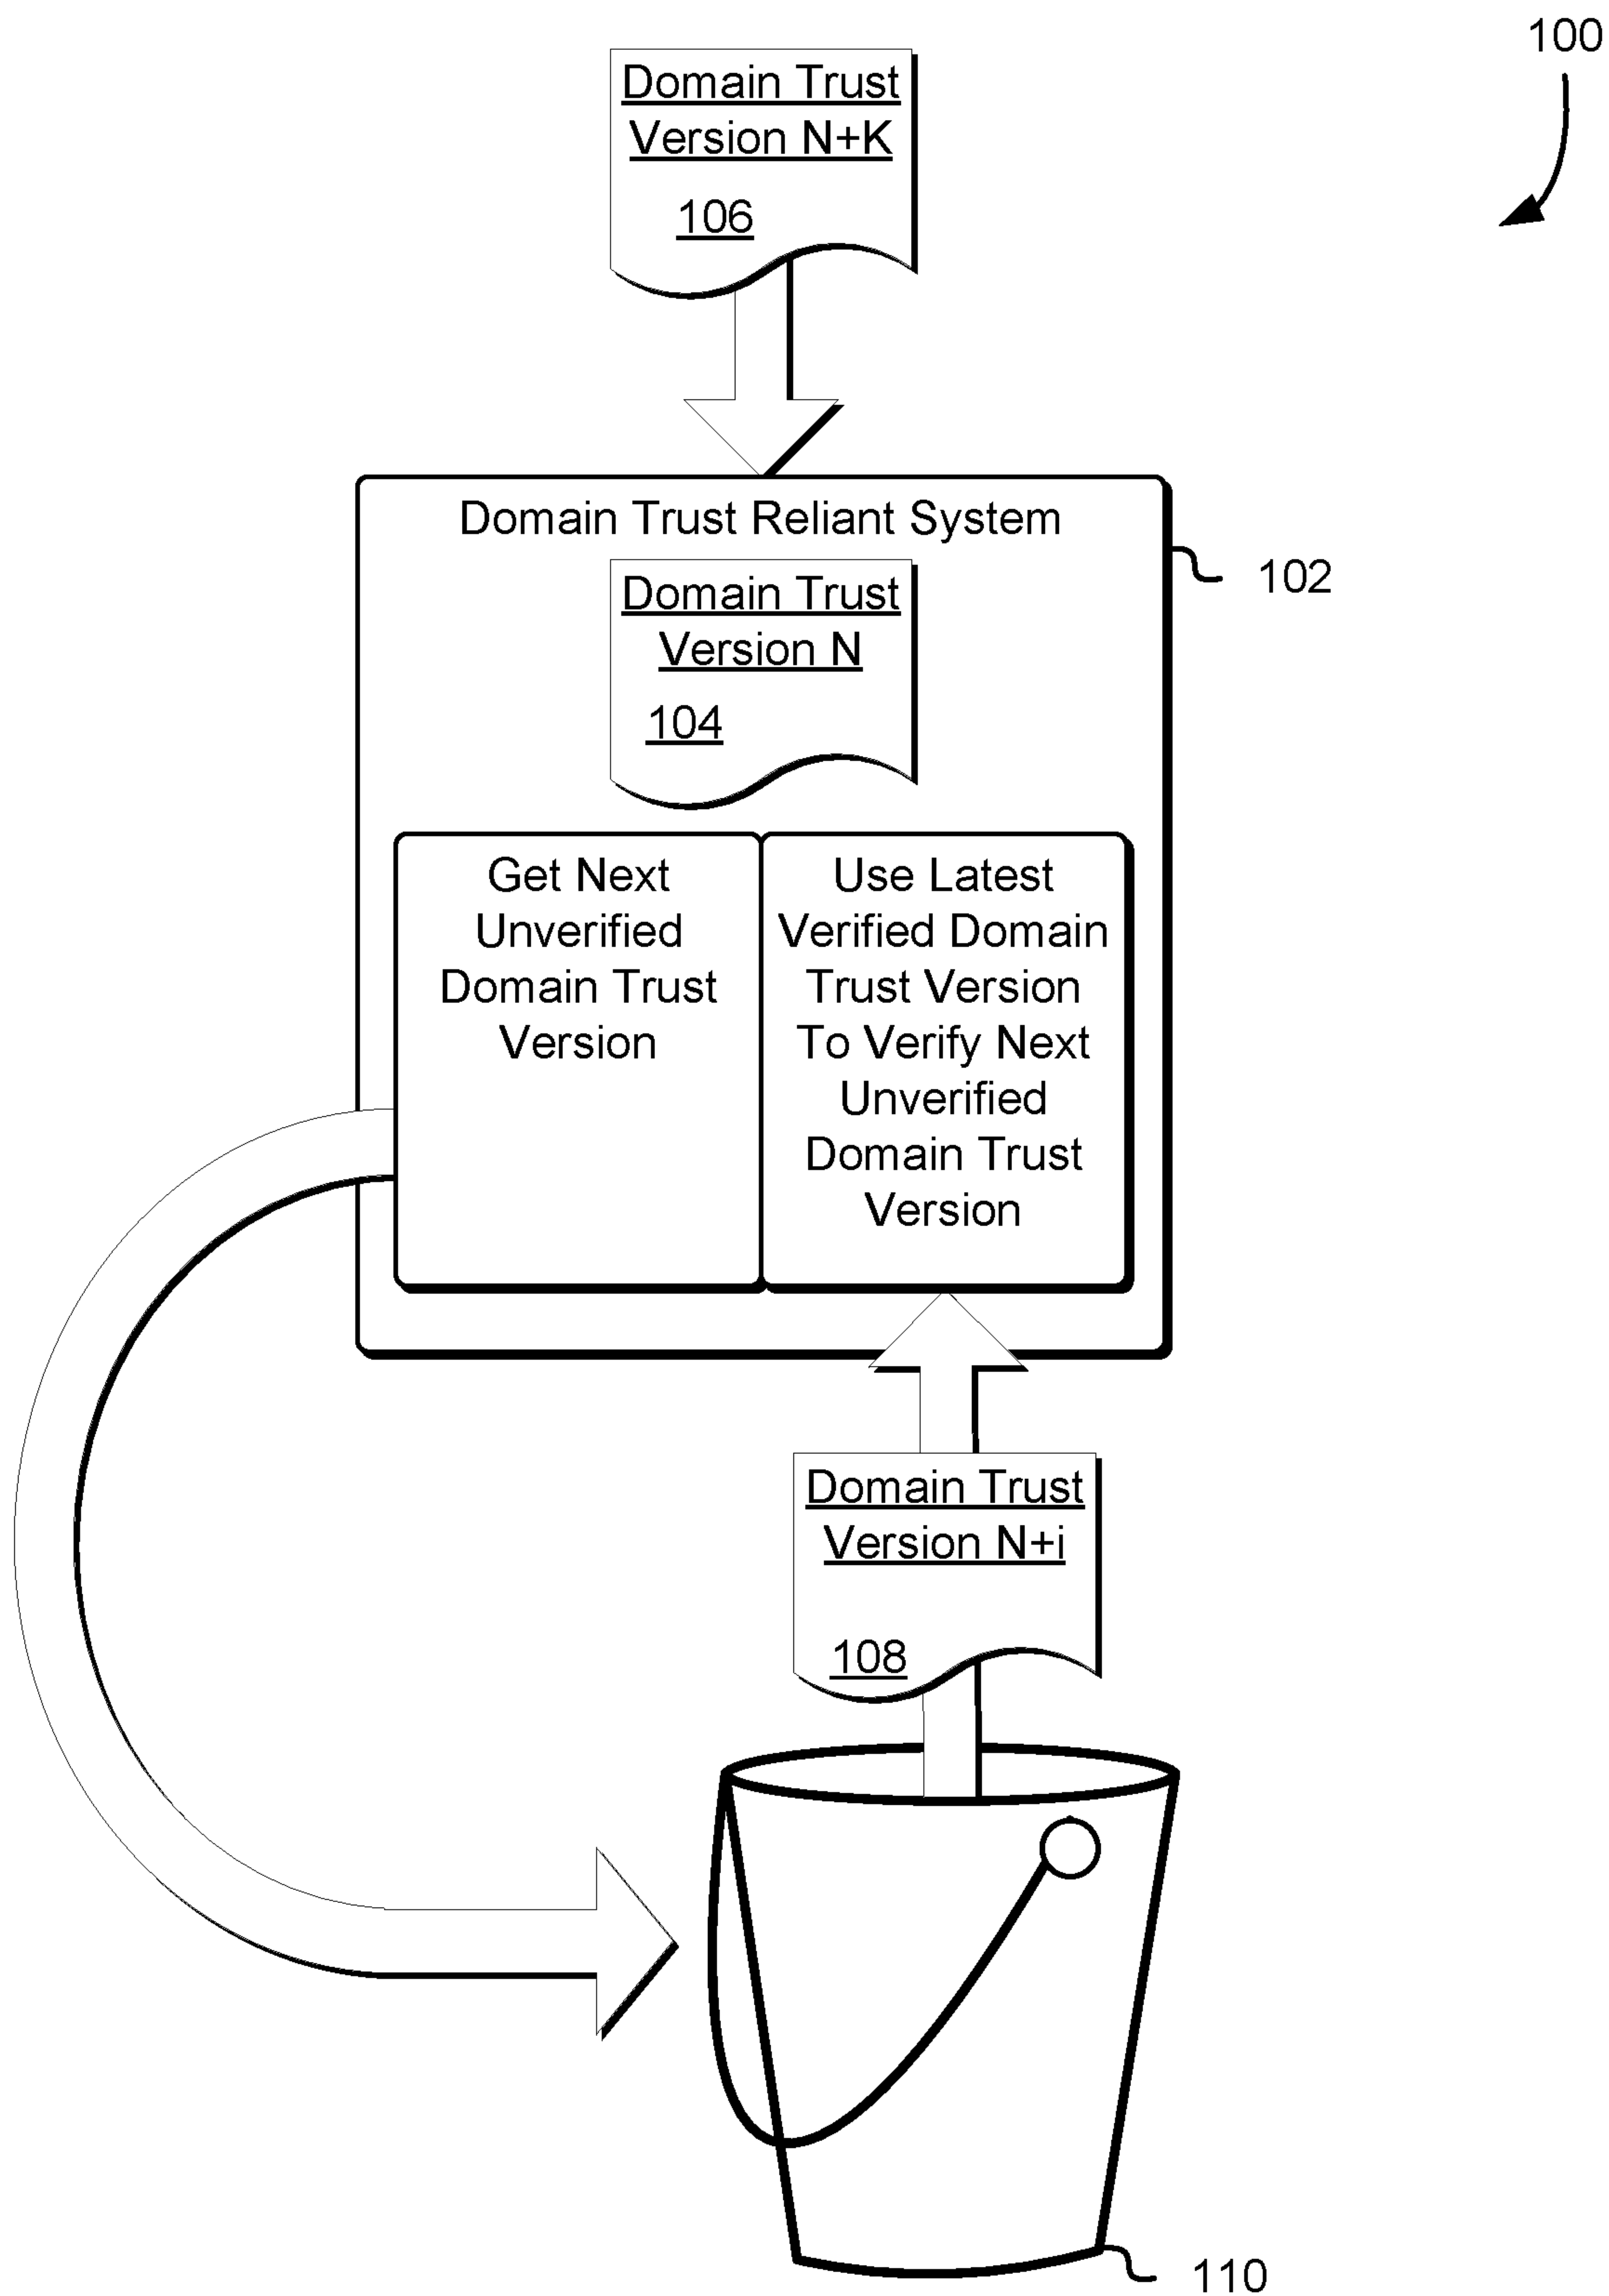 100
Domain Trust
Version N+K
106
Domain Trust Reliant System
102
Domain Trust
Version N
104
Get Next
Unverified
Domain Trust
Version
Use Latest
Verified Domain
Trust Version
To Verify Next
Unverified
Domain Trust
Version
Domain Trust
Version N+i
108
110